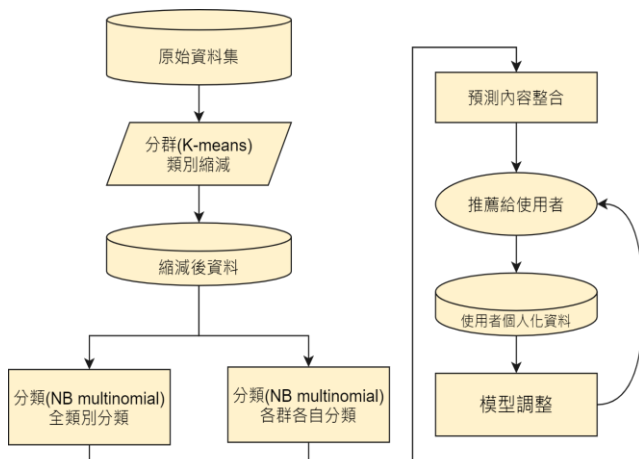 原始資料集
分群(K-means)
類別縮減
縮減後資料
分類(NB multinomial)
全類別分類
分類(NB multinomial)
各群各自分類
預測內容整合
推薦給使用者
使用者個人化資料
模型調整